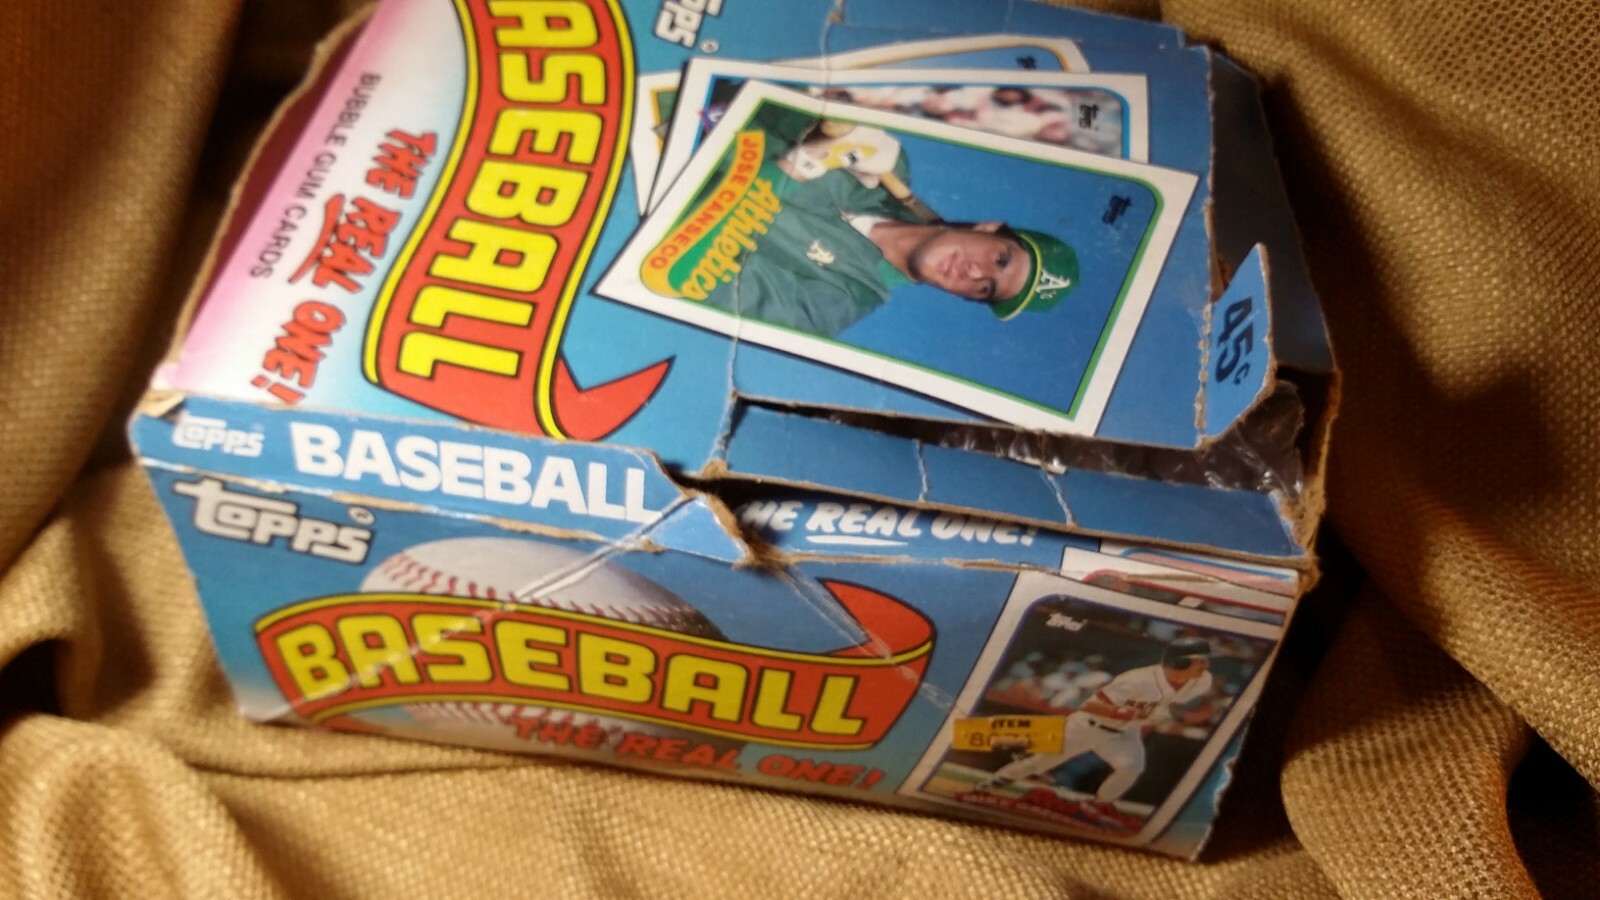 BASEBALL
THE REAL ONE!
BUBBLE GUM CARDS
Topps
Topps
Athletics
JOSE CANSECO
A's
A's
45¢
Topps BASEBALL
THE REAL ONE!
Topps
BASEBALL
THE REAL ONE!
Topps
ITEM